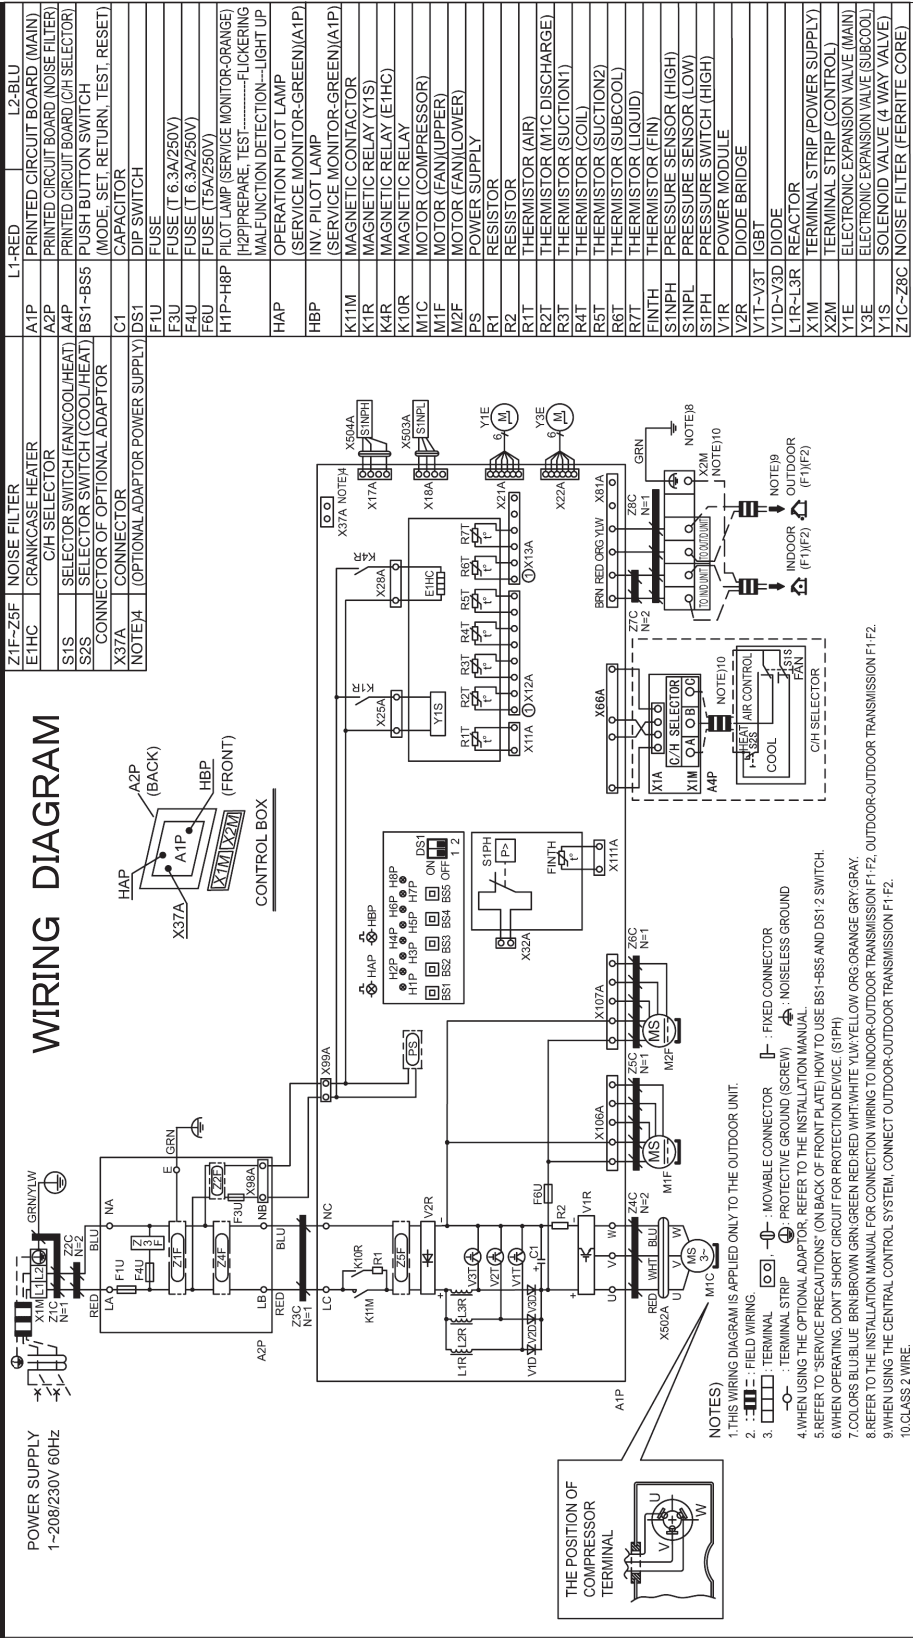 WIRING DIAGRAM
POWER SUPPLY
1~208/230V 60Hz
GRN/YLW
X1M
L1
L2
Z1C
N=1
Z2C
N=2
RED
BLU
LA
NA
F1U
F4U
Z3F
Z1F
E
GRN
Z2F
F3U
X98A
Z4F
LB
NB
A2P
RED
BLU
Z3C
N=1
LC
NC
K11M
K10R
R1
Z5F
V2R
L1R
L2R
L3R
V3T
V2T
V1T
V1D
V2D
V3D
C1
F6U
R2
V1R
U
V
W
Z4C
N=2
RED
WHT
BLU
X502A
U
V
W
MS
3~
M1C
A1P
X99A
PS
X106A
Z5C
N=1
MS
M1F
X107A
Z6C
N=1
MS
M2F
HAP
A2P
(BACK)
HBP
(FRONT)
A1P
X37A
X1M
X2M
CONTROL BOX
HAP
HBP
H1P
H2P
H3P
H4P
H5P
H6P
H7P
H8P
BS1
BS2
BS3
BS4
BS5
ON
OFF
DS1
1 2
S1PH
P>
X32A
FINTH
t°
X111A
K1R
X25A
Y1S
K4R
X28A
E1HC
R1T
R2T
R3T
R4T
R5T
R6T
R7T
t°
t°
t°
t°
t°
t°
t°
X11A
1
X12A
1
X13A
X37A NOTE)4
X17A
X504A
S1NPH
X18A
X503A
S1NPL
X21A
6
Y1E
M
X22A
6
Y3E
M
X66A
X1A
C/H SELECTOR
X1M
A
B
C
A4P
NOTE)10
HEAT
AIR CONTROL
S2S
COOL
S1S
FAN
C/H SELECTOR
X81A
BRN
RED
ORG
YLW
Z7C
N=2
Z8C
N=1
TO IND UNIT
TO OUTD UNIT
X2M
NOTE)10
GRN
NOTE)8
INDOOR
(F1)(F2)
NOTE)9
OUTDOOR
(F1)(F2)
THE POSITION OF
COMPRESSOR
TERMINAL
U
V
W
NOTES)
1.THIS WIRING DIAGRAM IS APPLIED ONLY TO THE OUTDOOR UNIT.
2. : FIELD WIRING.
3. : TERMINAL , : MOVABLE CONNECTOR : FIXED CONNECTOR
: TERMINAL STRIP : PROTECTIVE GROUND (SCREW) : NOISELESS GROUND
4.WHEN USING THE OPTIONAL ADAPTOR, REFER TO THE INSTALLATION MANUAL.
5.REFER TO "SERVICE PRECAUTIONS" (ON BACK OF FRONT PLATE) HOW TO USE BS1~BS5 AND DS1·2 SWITCH.
6.WHEN OPERATING, DON'T SHORT CIRCUIT FOR PROTECTION DEVICE. (S1PH)
7.COLORS BLU:BLUE BRN:BROWN GRN:GREEN RED:RED WHT:WHITE YLW:YELLOW ORG:ORANGE GRY:GRAY.
8.REFER TO THE INSTALLATION MANUAL FOR CONNECTION WIRING TO INDOOR-OUTDOOR TRANSMISSION F1·F2, OUTDOOR-OUTDOOR TRANSMISSION F1·F2.
9.WHEN USING THE CENTRAL CONTROL SYSTEM, CONNECT OUTDOOR-OUTDOOR TRANSMISSION F1·F2.
10.CLASS 2 WIRE.
Z1F~Z5F NOISE FILTER
E1HC CRANKCASE HEATER
C/H SELECTOR
S1S SELECTOR SWITCH (FAN/COOL/HEAT)
S2S SELECTOR SWITCH (COOL/HEAT)
CONNECTOR OF OPTIONAL ADAPTOR
X37A CONNECTOR
NOTE)4 (OPTIONAL ADAPTOR POWER SUPPLY)
L1-RED L2-BLU
A1P PRINTED CIRCUIT BOARD (MAIN)
A2P PRINTED CIRCUIT BOARD (NOISE FILTER)
A4P PRINTED CIRCUIT BOARD (C/H SELECTOR)
BS1~BS5 PUSH BUTTON SWITCH
(MODE, SET, RETURN, TEST, RESET)
C1 CAPACITOR
DS1 DIP SWITCH
F1U FUSE
F3U FUSE (T 6.3A/250V)
F4U FUSE (T 6.3A/250V)
F6U FUSE (T5A/250V)
H1P~H8P PILOT LAMP (SERVICE MONITOR-ORANGE)
[H2P]PREPARE, TEST-----------FLICKERING
MALFUNCTION DETECTION---LIGHT UP
HAP OPERATION PILOT LAMP
(SERVICE MONITOR-GREEN)(A1P)
HBP INV. PILOT LAMP
(SERVICE MONITOR-GREEN)(A1P)
K11M MAGNETIC CONTACTOR
K1R MAGNETIC RELAY (Y1S)
K4R MAGNETIC RELAY (E1HC)
K10R MAGNETIC RELAY
M1C MOTOR (COMPRESSOR)
M1F MOTOR (FAN)(UPPER)
M2F MOTOR (FAN)(LOWER)
PS POWER SUPPLY
R1 RESISTOR
R2 RESISTOR
R1T THERMISTOR (AIR)
R2T THERMISTOR (M1C DISCHARGE)
R3T THERMISTOR (SUCTION1)
R4T THERMISTOR (COIL)
R5T THERMISTOR (SUCTION2)
R6T THERMISTOR (SUBCOOL)
R7T THERMISTOR (LIQUID)
FINTH THERMISTOR (FIN)
S1NPH PRESSURE SENSOR (HIGH)
S1NPL PRESSURE SENSOR (LOW)
S1PH PRESSURE SWITCH (HIGH)
V1R POWER MODULE
V2R DIODE BRIDGE
V1T~V3T IGBT
V1D~V3D DIODE
L1R~L3R REACTOR
X1M TERMINAL STRIP (POWER SUPPLY)
X2M TERMINAL STRIP (CONTROL)
Y1E ELECTRONIC EXPANSION VALVE (MAIN)
Y3E ELECTRONIC EXPANSION VALVE (SUBCOOL)
Y1S SOLENOID VALVE (4 WAY VALVE)
Z1C~Z8C NOISE FILTER (FERRITE CORE)